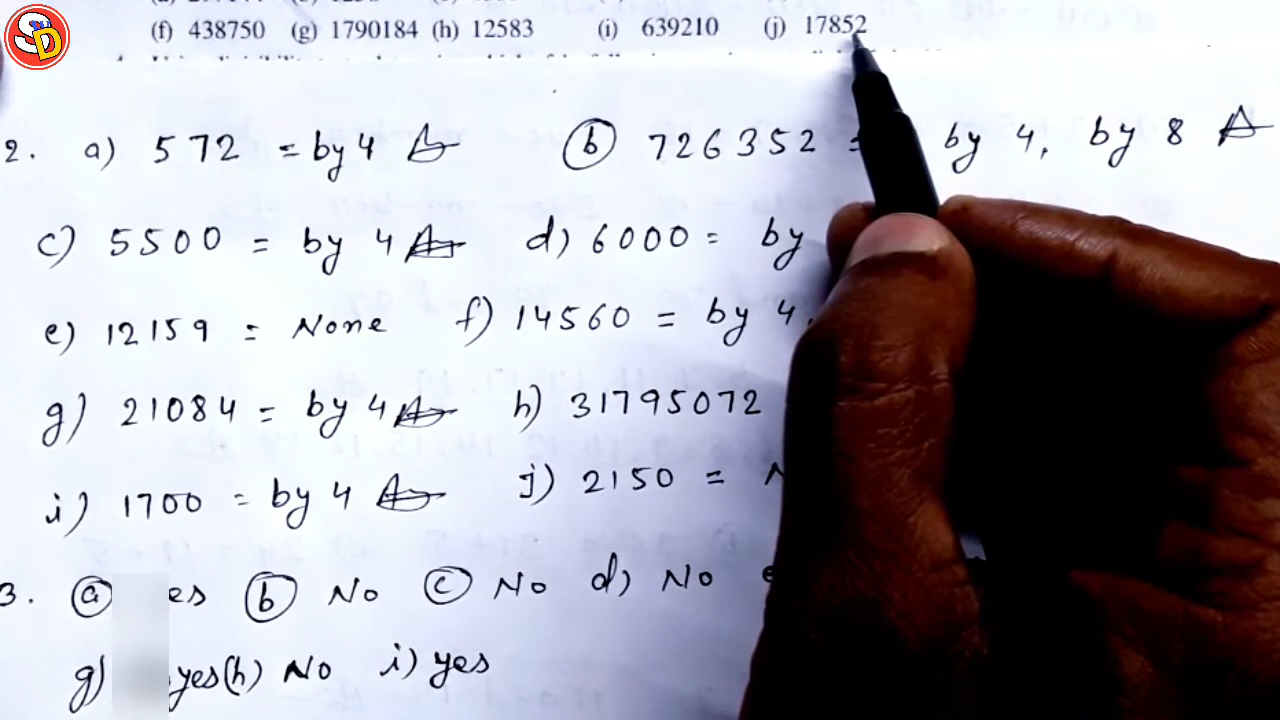 SD
(f) 438750 (g) 1790184 (h) 12583 (i) 639210 (j) 17852
2. a) 572 = by 4 (b) 726352 = by 4, by 8
c) 5500 = by 4 d) 6000 = by
e) 12159 = None f) 14560 = by 4,
g) 21084 = by 4 h) 31795072
i) 1700 = by 4 j) 2150 =
3. (a) es (b) No (c) No d) No
g) yes (h) No i) yes